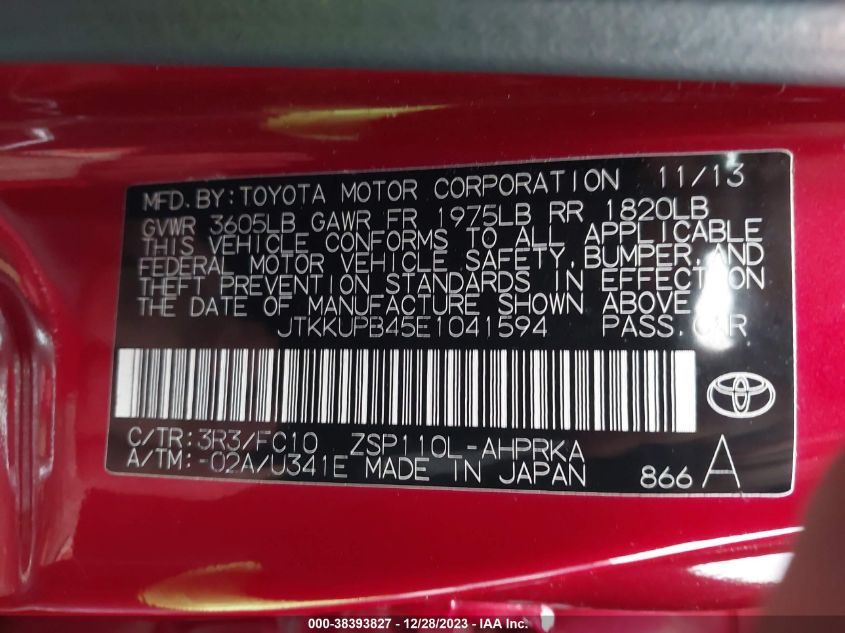 MFD. BY: TOYOTA MOTOR CORPORATION 11/13
GVWR 3605LB GAWR FR 1975LB RR 1820LB
THIS VEHICLE CONFORMS TO ALL APPLICABLE
FEDERAL MOTOR VEHICLE SAFETY, BUMPER, AND
THEFT PREVENTION STANDARDS IN EFFECT ON
THE DATE OF MANUFACTURE SHOWN ABOVE.
JTKKUPB45E1041594 PASS. CAR
C/TR: 3R3/FC10 ZSP110L-AHPRKA
A/TM: -02A/U341E MADE IN JAPAN
866 A
000-38393827 - 12/28/2023 - IAA Inc.